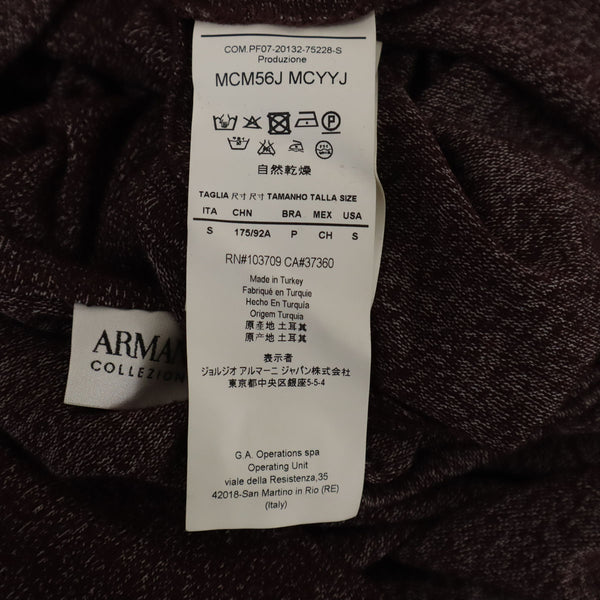 COM.PF07-20132-75228-S
Produzione
MCM56J MCYYJ
P
自然乾燥
TAGLIA 尺寸 尺寸 TAMANHO TALLA SIZE
ITA CHN BRA MEX USA
S 175/92A P CH S
RN#103709 CA#37360
Made in Turkey
Fabriqué en Turquie
Hecho En Turquía
Origem Turquia
原産地 土耳其
原产地 土耳其
ARMAN
COLLEZION
表示者
ジョルジオ アルマーニ ジャパン株式会社
東京都中央区銀座5-5-4
G.A. Operations spa
Operating Unit
viale della Resistenza,35
42018-San Martino in Rio (RE)
(Italy)